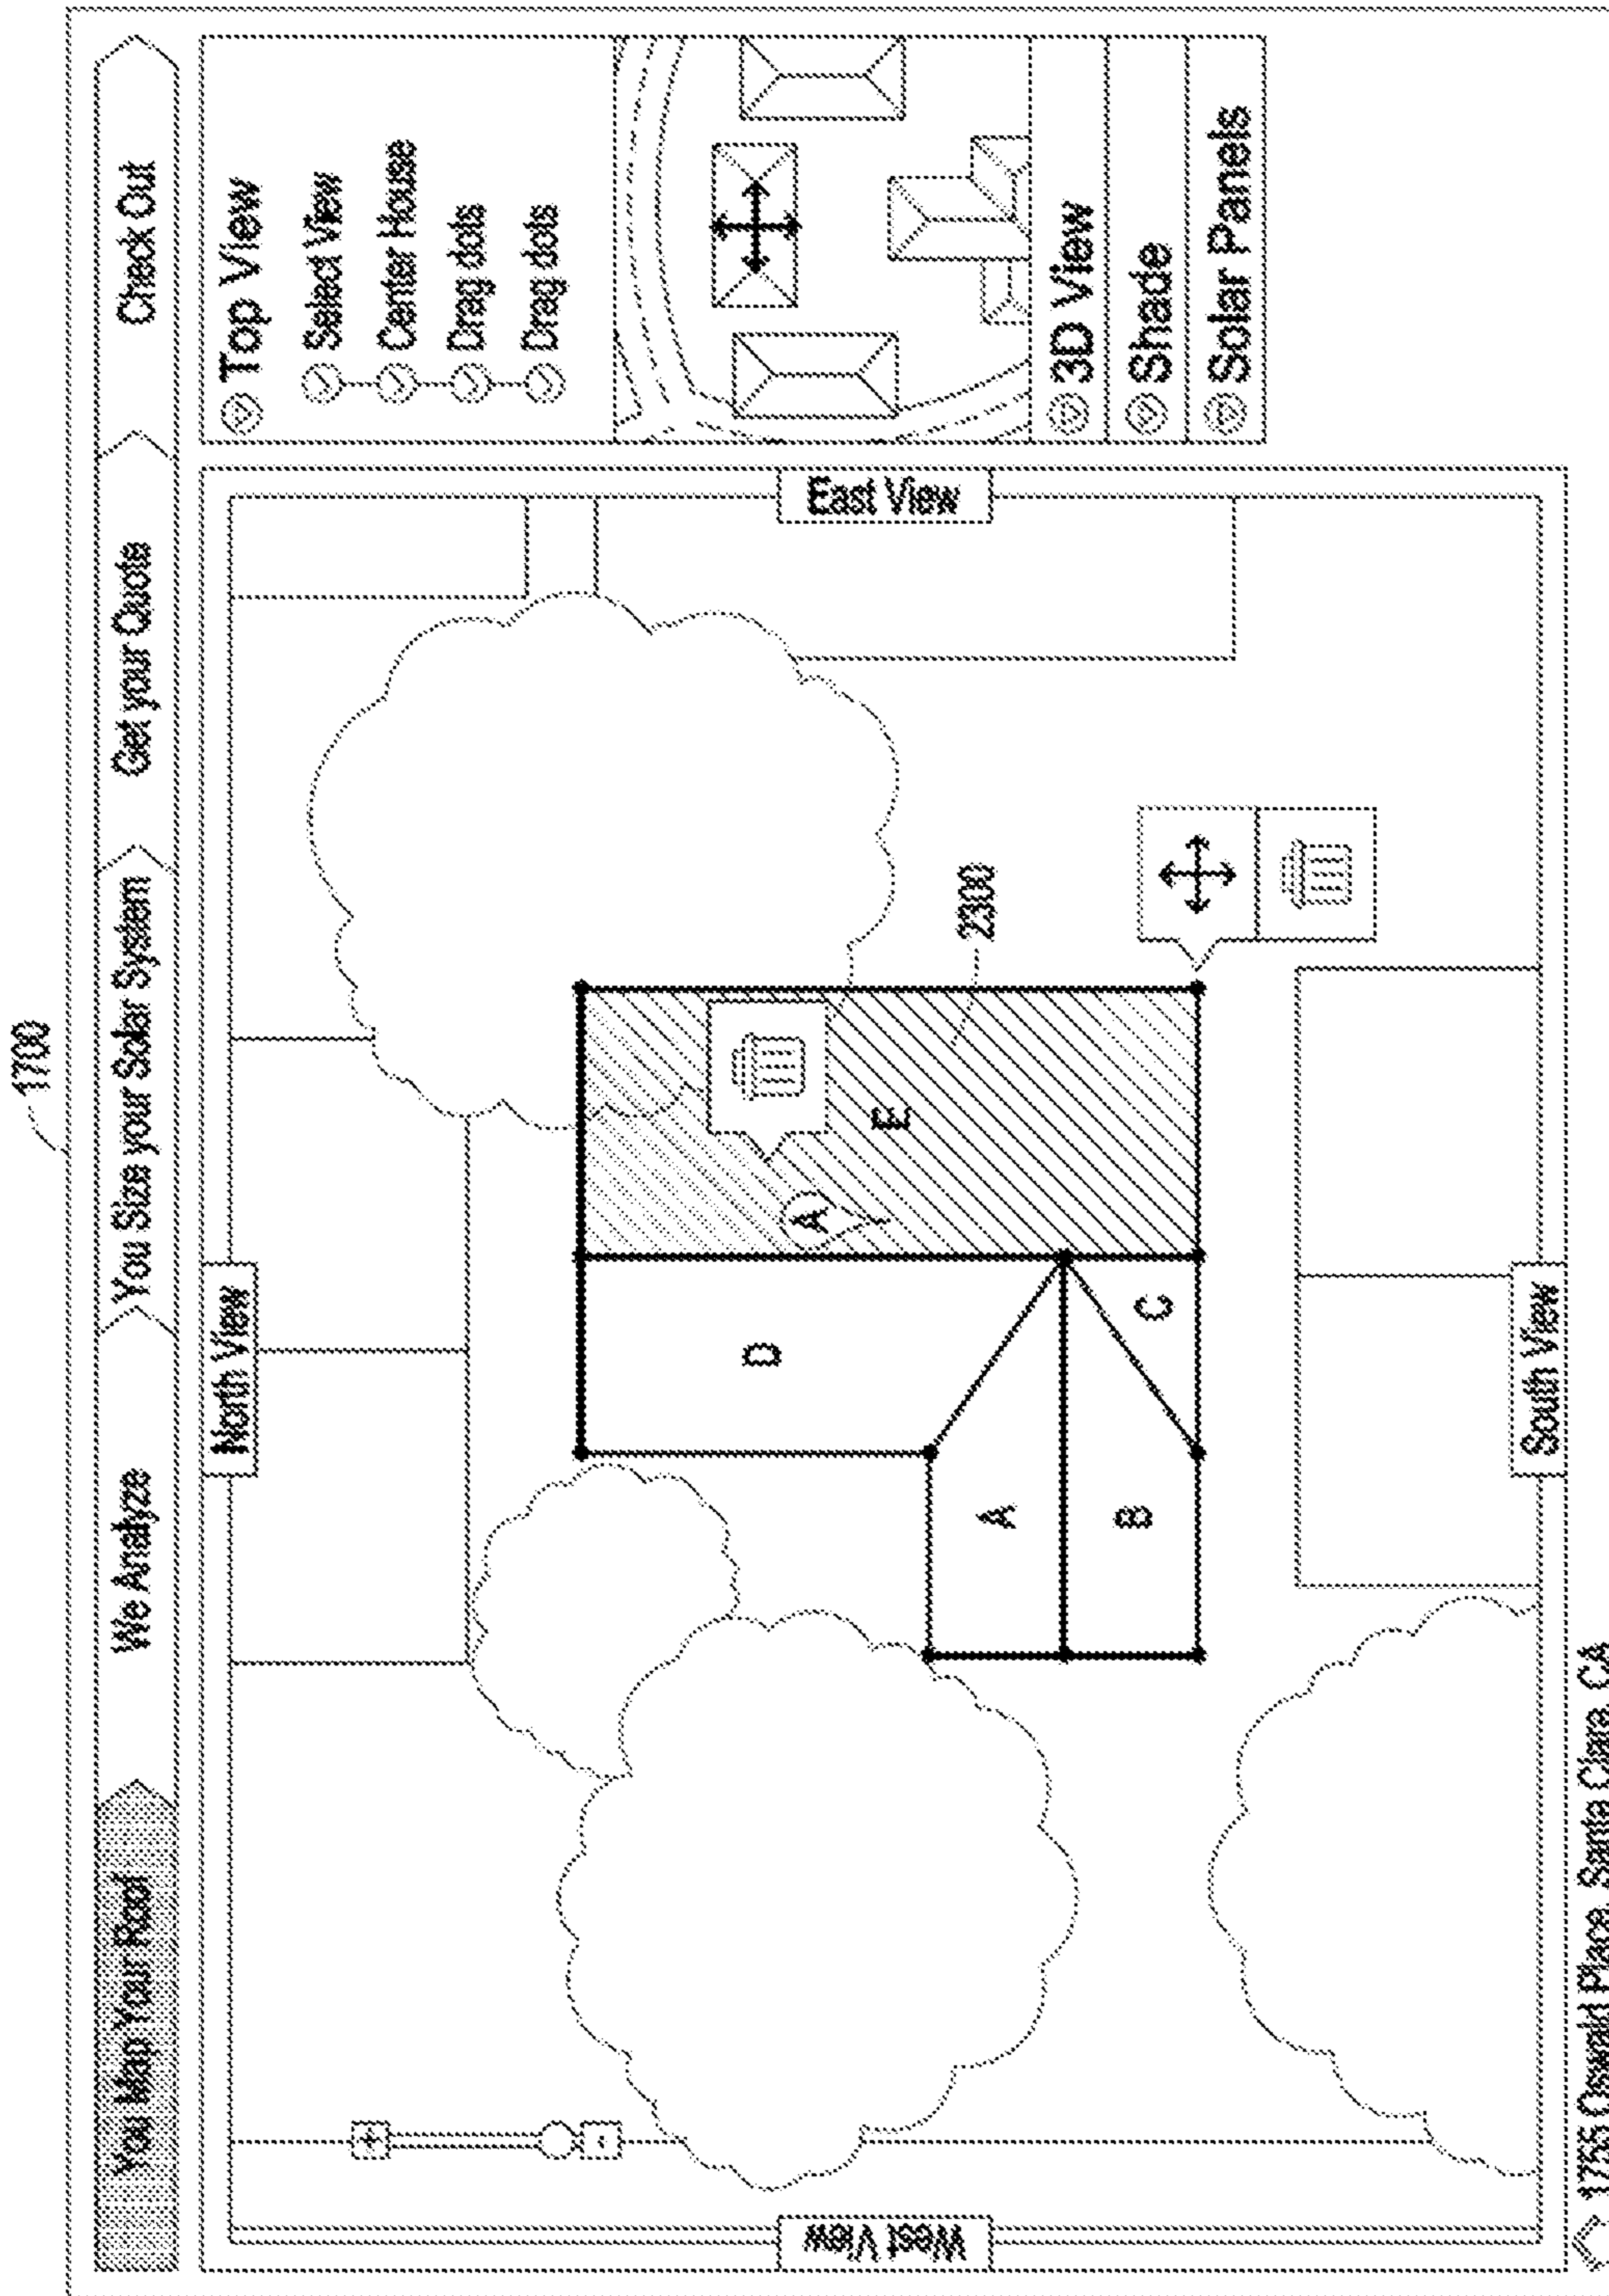 1700
You Map Your Roof
We Analyze
You Size your Solar System
Get your Quote
Check Out
North View
West View
East View
South View
+
-
D
A
E
2300
A
B
C
Top View
Select View
Center House
Drag dots
Drag dots
3D View
Shade
Solar Panels
1755 Oswald Place, Santa Clara, CA